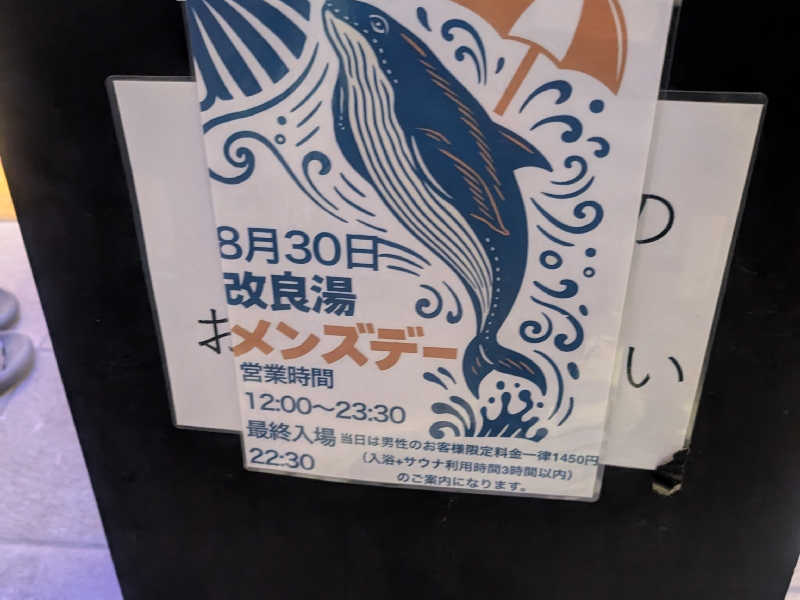 8月30日
改良湯
メンズデー
営業時間
12:00〜23:30
最終入場
22:30
当日は男性のお客様限定料金一律1450円
（入浴+サウナ利用時間3時間以内）
のご案内になります。
お
の
い